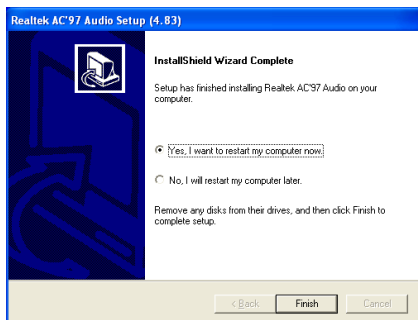 Realtek AC'97 Audio Setup (4.83)
InstallShield Wizard Complete
Setup has finished installing Realtek AC'97 Audio on your
computer.
Yes, I want to restart my computer now.
No, I will restart my computer later.
Remove any disks from their drives, and then click Finish to
complete setup.
< Back Finish Cancel